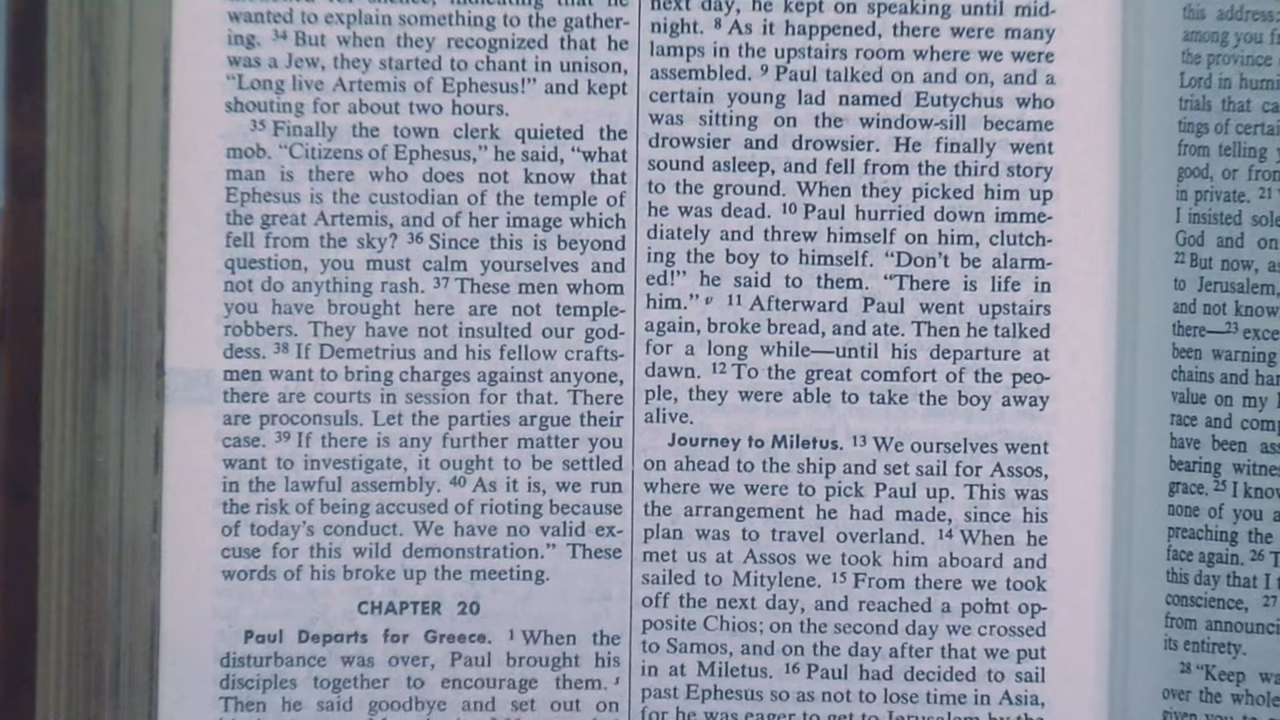 wanted to explain something to the gather-
ing. 34 But when they recognized that he
was a Jew, they started to chant in unison,
“Long live Artemis of Ephesus!” and kept
shouting for about two hours.
35 Finally the town clerk quieted the
mob. “Citizens of Ephesus,” he said, “what
man is there who does not know that
Ephesus is the custodian of the temple of
the great Artemis, and of her image which
fell from the sky? 36 Since this is beyond
question, you must calm yourselves and
not do anything rash. 37 These men whom
you have brought here are not temple-
robbers. They have not insulted our god-
dess. 38 If Demetrius and his fellow crafts-
men want to bring charges against anyone,
there are courts in session for that. There
are proconsuls. Let the parties argue their
case. 39 If there is any further matter you
want to investigate, it ought to be settled
in the lawful assembly. 40 As it is, we run
the risk of being accused of rioting because
of today’s conduct. We have no valid ex-
cuse for this wild demonstration.” These
words of his broke up the meeting.
CHAPTER 20
Paul Departs for Greece. 1 When the
disturbance was over, Paul brought his
disciples together to encourage them.
Then he said goodbye and set out on
next day, he kept on speaking until mid-
night. 8 As it happened, there were many
lamps in the upstairs room where we were
assembled. 9 Paul talked on and on, and a
certain young lad named Eutychus who
was sitting on the window-sill became
drowsier and drowsier. He finally went
sound asleep, and fell from the third story
to the ground. When they picked him up
he was dead. 10 Paul hurried down imme-
diately and threw himself on him, clutch-
ing the boy to himself. “Don’t be alarm-
ed!” he said to them. “There is life in
him.” v 11 Afterward Paul went upstairs
again, broke bread, and ate. Then he talked
for a long while—until his departure at
dawn. 12 To the great comfort of the peo-
ple, they were able to take the boy away
alive.
Journey to Miletus. 13 We ourselves went
on ahead to the ship and set sail for Assos,
where we were to pick Paul up. This was
the arrangement he had made, since his
plan was to travel overland. 14 When he
met us at Assos we took him aboard and
sailed to Mitylene. 15 From there we took
off the next day, and reached a point op-
posite Chios; on the second day we crossed
to Samos, and on the day after that we put
in at Miletus. 16 Paul had decided to sail
past Ephesus so as not to lose time in Asia,
for he was eager to get to Jerusalem by the
this address
among you
the province
Lord in
trials that
tings of
from telling
good, or
in private. 21
I insisted
God and on
22 But now,
to Jerusalem,
and not know
there—23
been warning
chains and
value on my
race and
have been
bearing
grace. 25 I
none of you
preaching the
face again. 26
this day that I
conscience, 27
from
its entirety.
28 “Keep
over the whole